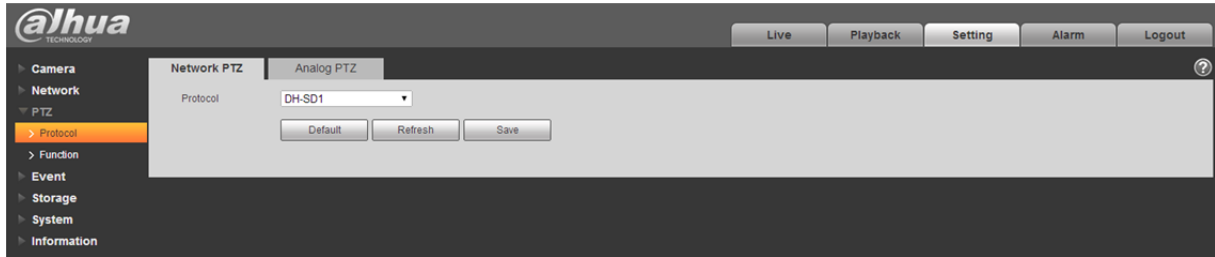 alhua
TECHNOLOGY
Live Playback Setting Alarm Logout
Camera
Network
PTZ
> Protocol
> Function
Event
Storage
System
Information
Network PTZ Analog PTZ
?
Protocol DH-SD1
Default Refresh Save